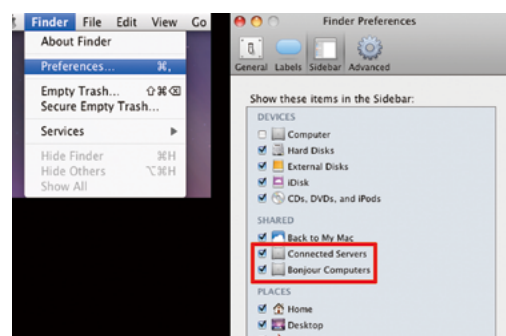 Finder File Edit View Go
About Finder
Preferences... ⌘,
Empty Trash... ⇧⌘⌫
Secure Empty Trash...
Services ▶
Hide Finder ⌘H
Hide Others ⌥⌘H
Show All
Finder Preferences
General Labels Sidebar Advanced
Show these items in the Sidebar:
DEVICES
Computer
Hard Disks
External Disks
iDisk
CDs, DVDs, and iPods
SHARED
Back to My Mac
Connected Servers
Bonjour Computers
PLACES
Home
Desktop